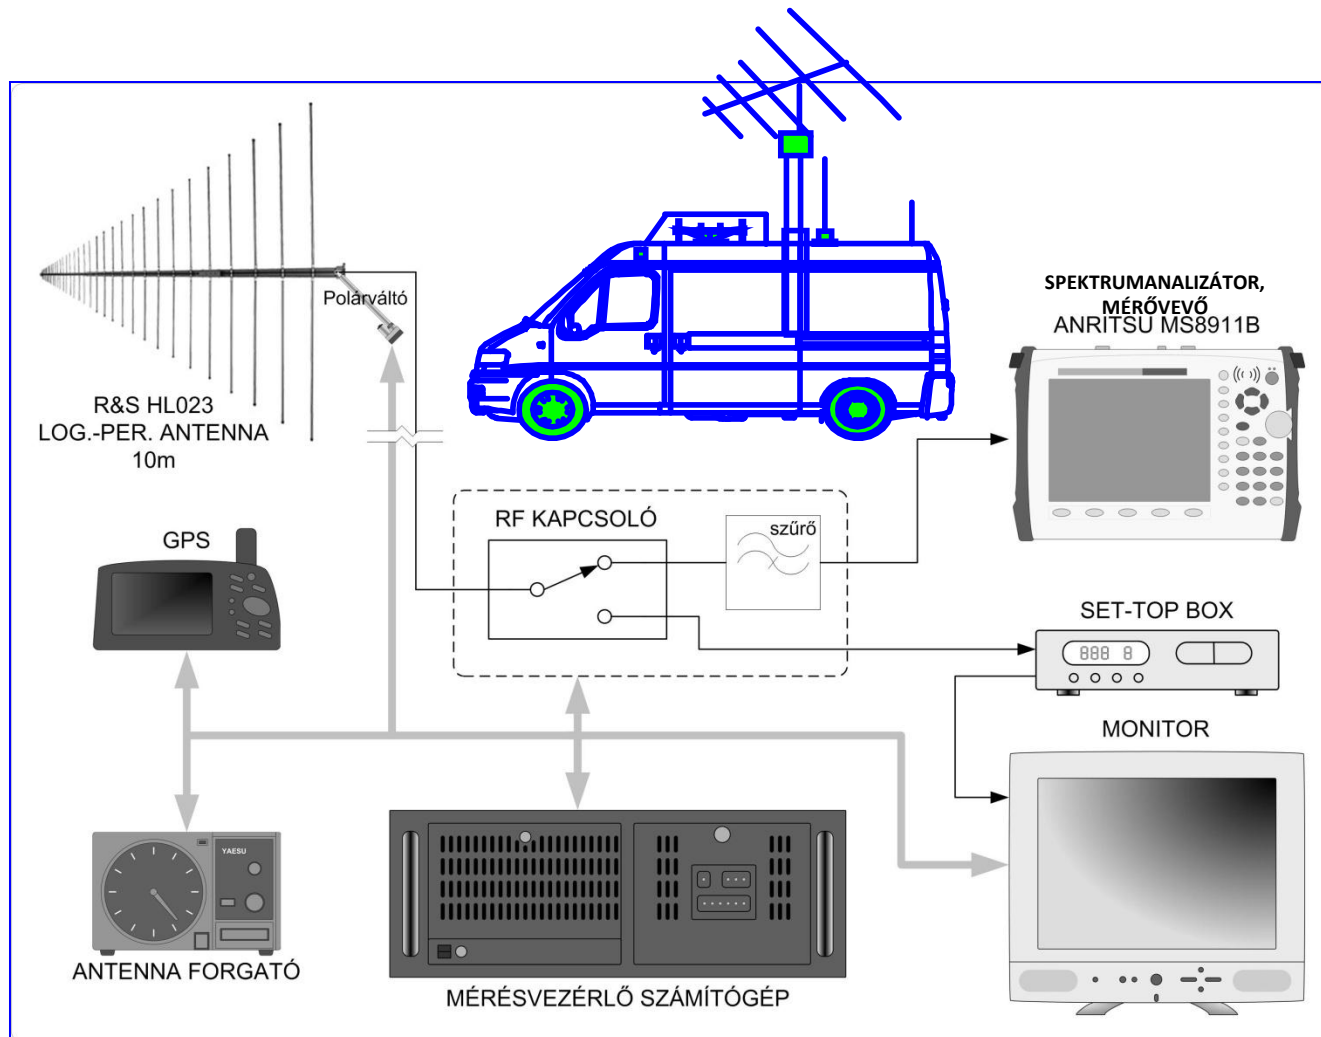 SPEKTRUMANALIZÁTOR,
MÉRŐVEVŐ
ANRITSU MS8911B
Polárváltó
R&S HL023
LOG.-PER. ANTENNA
10m
RF KAPCSOLÓ
szűrő
GPS
SET-TOP BOX
888 8
MONITOR
YAESU
ANTENNA FORGATÓ
MÉRÉSVEZÉRLŐ SZÁMÍTÓGÉP